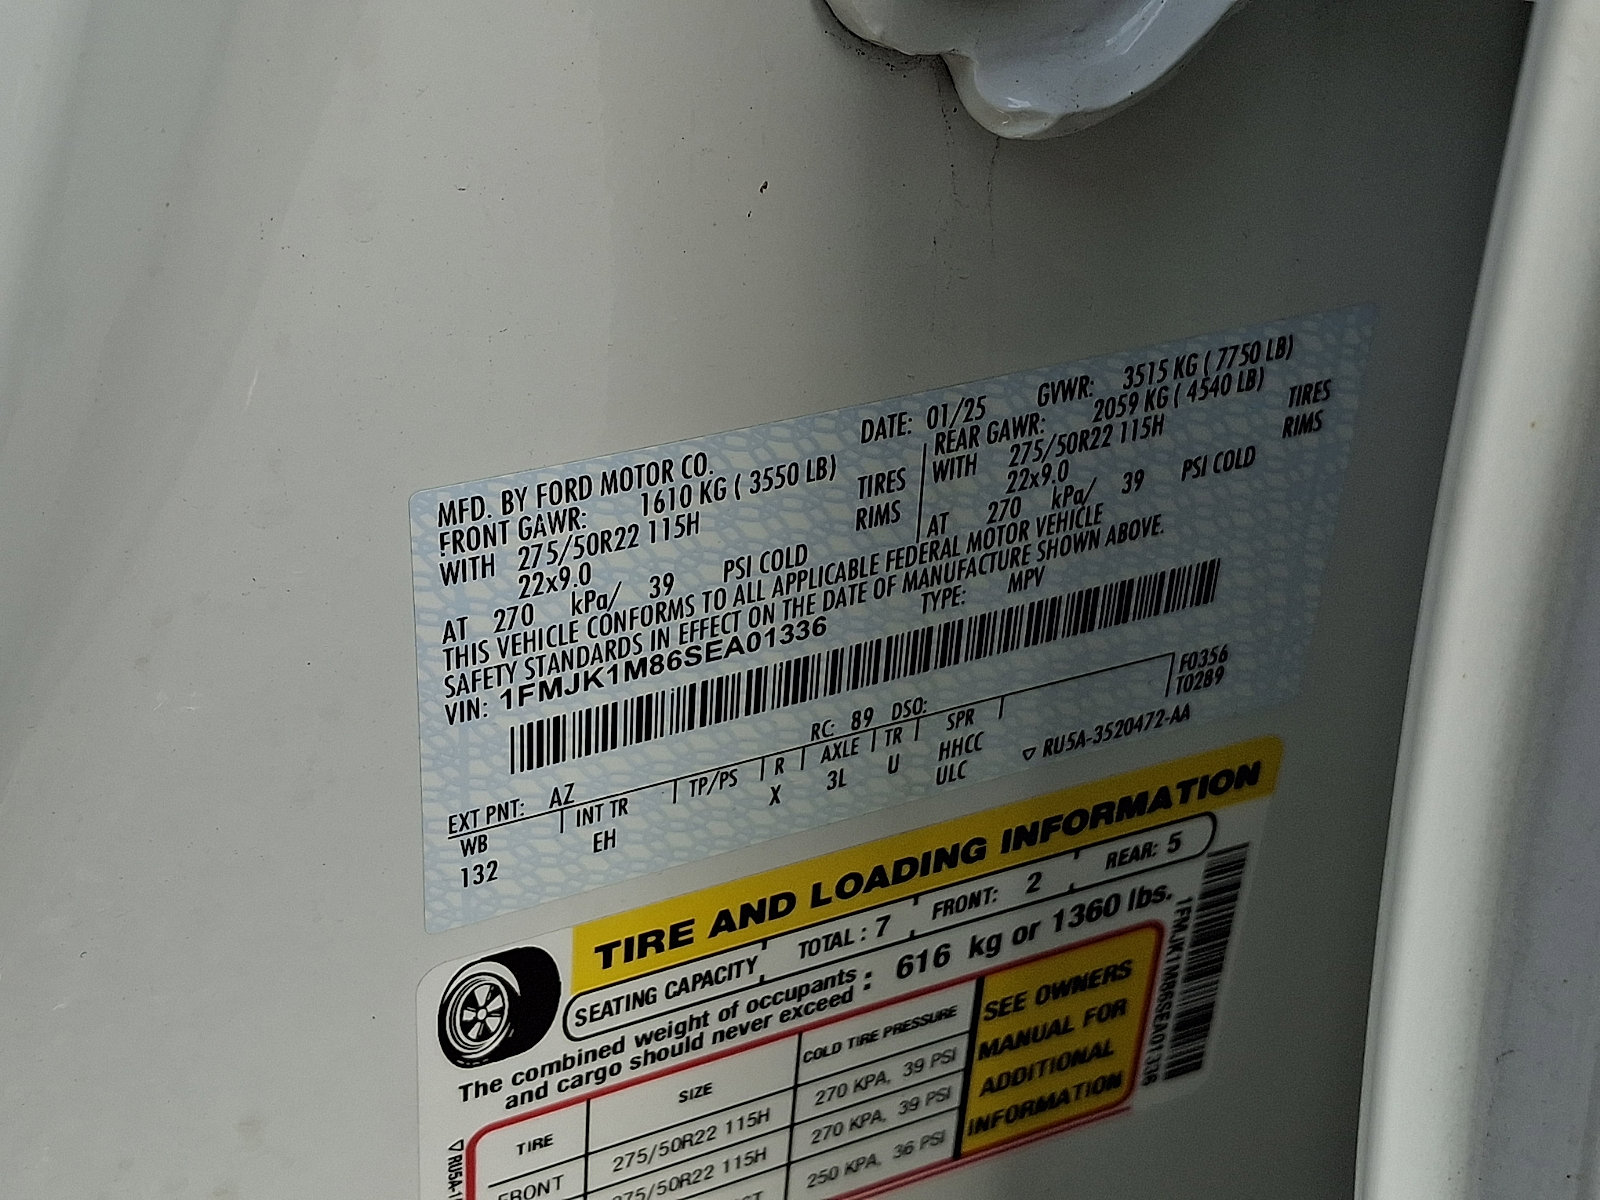 MFD. BY FORD MOTOR CO.
DATE: 01/25
GVWR: 3515 KG ( 7750 LB)
FRONT GAWR: 1610 KG ( 3550 LB)
WITH 275/50R22 115H TIRES
22x9.0 RIMS
AT 270 kPa/ 39 PSI COLD
REAR GAWR: 2059 KG ( 4540 LB)
WITH 275/50R22 115H TIRES
22x9.0 RIMS
AT 270 kPa/ 39 PSI COLD
THIS VEHICLE CONFORMS TO ALL APPLICABLE FEDERAL MOTOR VEHICLE
SAFETY STANDARDS IN EFFECT ON THE DATE OF MANUFACTURE SHOWN ABOVE.
VIN: 1FMJK1M86SEA01336
TYPE: MPV
F0356
T0289
EXT PNT: AZ
RC: 89 DSO:
WB INT TR TP/PS R AXLE TR SPR
132 EH X 3L U HHCC
ULC
▽ RU5A-3520472-AA
TIRE AND LOADING INFORMATION
SEATING CAPACITY TOTAL : 7 FRONT: 2 REAR: 5
The combined weight of occupants
and cargo should never exceed : 616 kg or 1360 lbs.
TIRE SIZE COLD TIRE PRESSURE
FRONT 275/50R22 115H 270 KPA, 39 PSI
275/50R22 115H 270 KPA, 39 PSI
250 KPA, 36 PSI
SEE OWNERS
MANUAL FOR
ADDITIONAL
INFORMATION
1FMJK1M86SEA01336
▽ RU5A-1